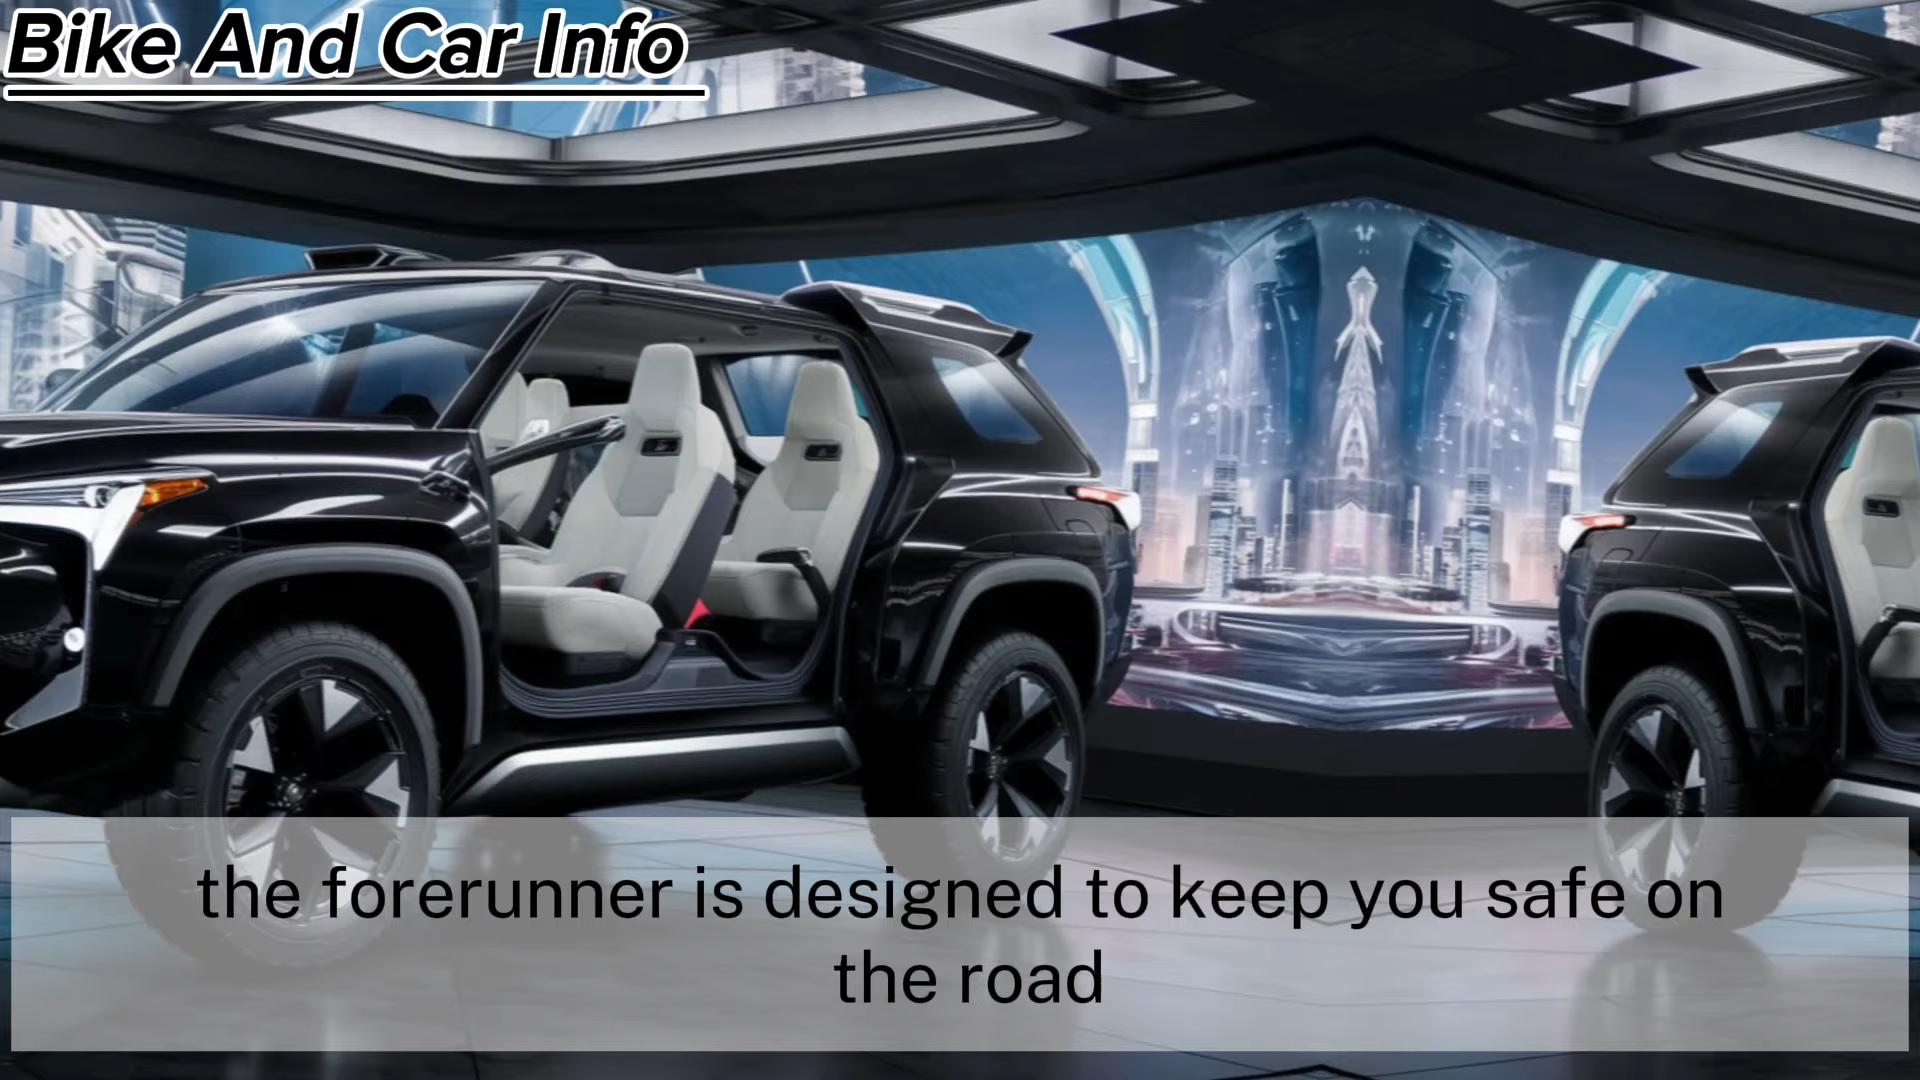 Bike And Car Info
the forerunner is designed to keep you safe on
the road